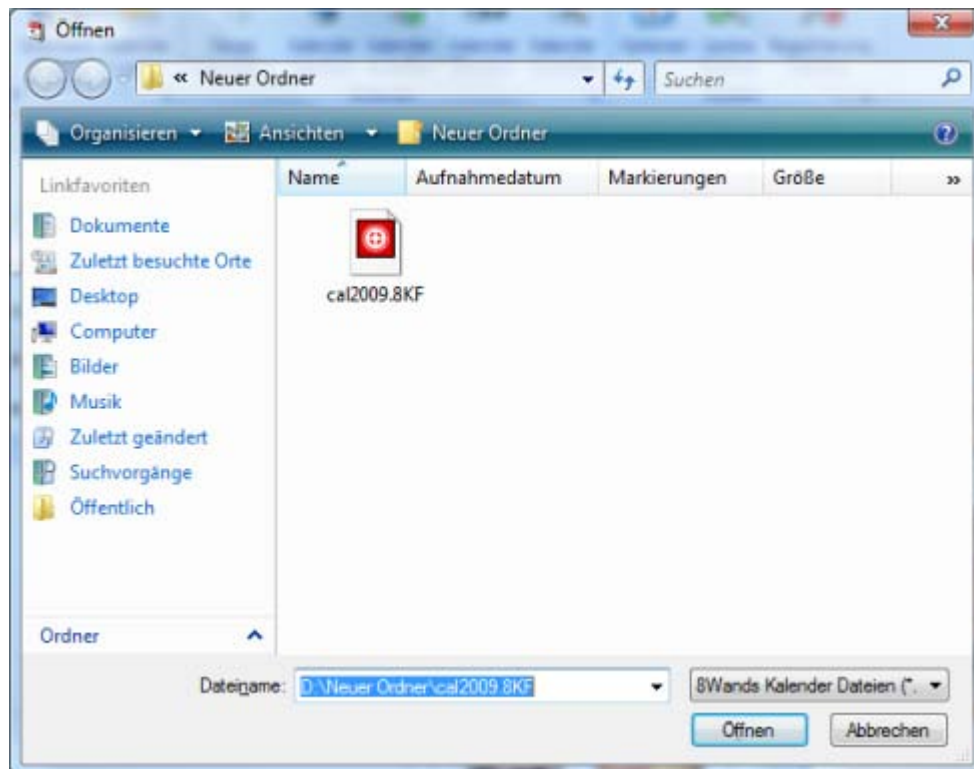 Öffnen
« Neuer Ordner
Suchen
Organisieren
Ansichten
Neuer Ordner
Linkfavoriten
Name
Aufnahmedatum
Markierungen
Größe
»
Dokumente
Zuletzt besuchte Orte
Desktop
Computer
Bilder
Musik
Zuletzt geändert
Suchvorgänge
Öffentlich
cal2009.8KF
Ordner
Dateiname: D:\Neuer Ordner\cal2009.8KF
8Wands Kalender Dateien (*.
Öffnen
Abbrechen